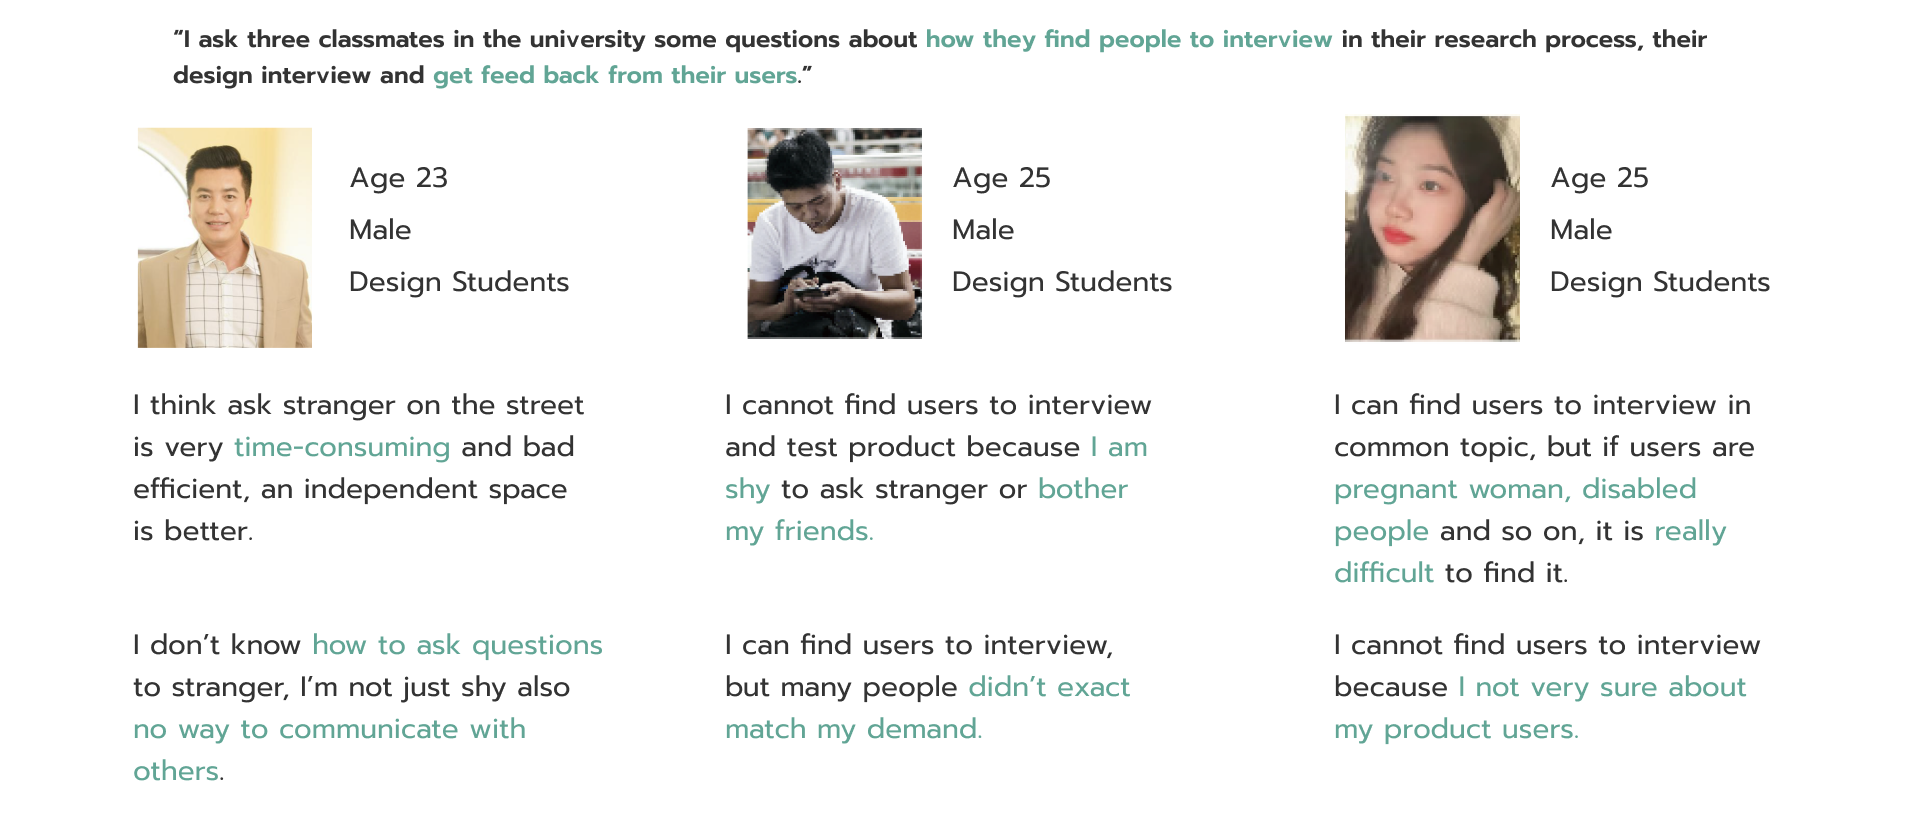 “I ask three classmates in the university some questions about how they find people to interview in their research process, their
design interview and get feed back from their users.”
Age 23
Male
Design Students
Age 25
Male
Design Students
Age 25
Male
Design Students
I think ask stranger on the street
is very time-consuming and bad
efficient, an independent space
is better.
I cannot find users to interview
and test product because I am
shy to ask stranger or bother
my friends.
I can find users to interview in
common topic, but if users are
pregnant woman, disabled
people and so on, it is really
difficult to find it.
I don’t know how to ask questions
to stranger, I’m not just shy also
no way to communicate with
others.
I can find users to interview,
but many people didn’t exact
match my demand.
I cannot find users to interview
because I not very sure about
my product users.